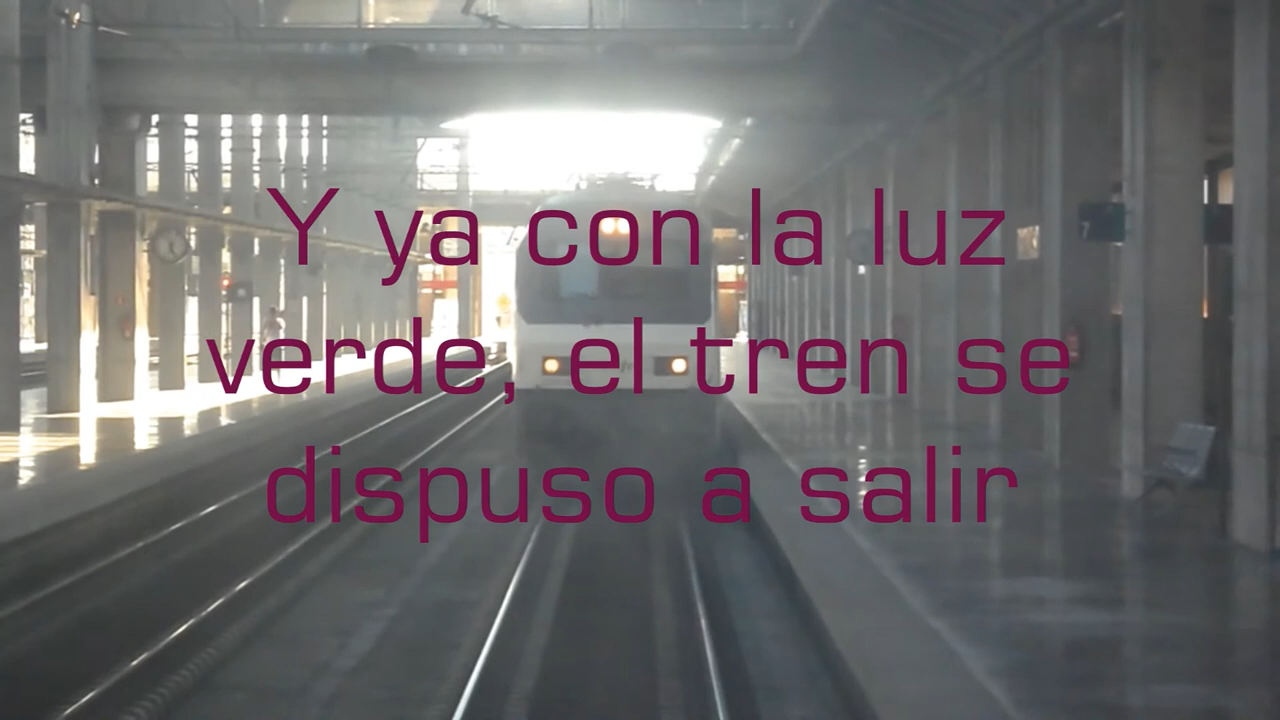 Y ya con la luz
verde, el tren se
dispuso a salir